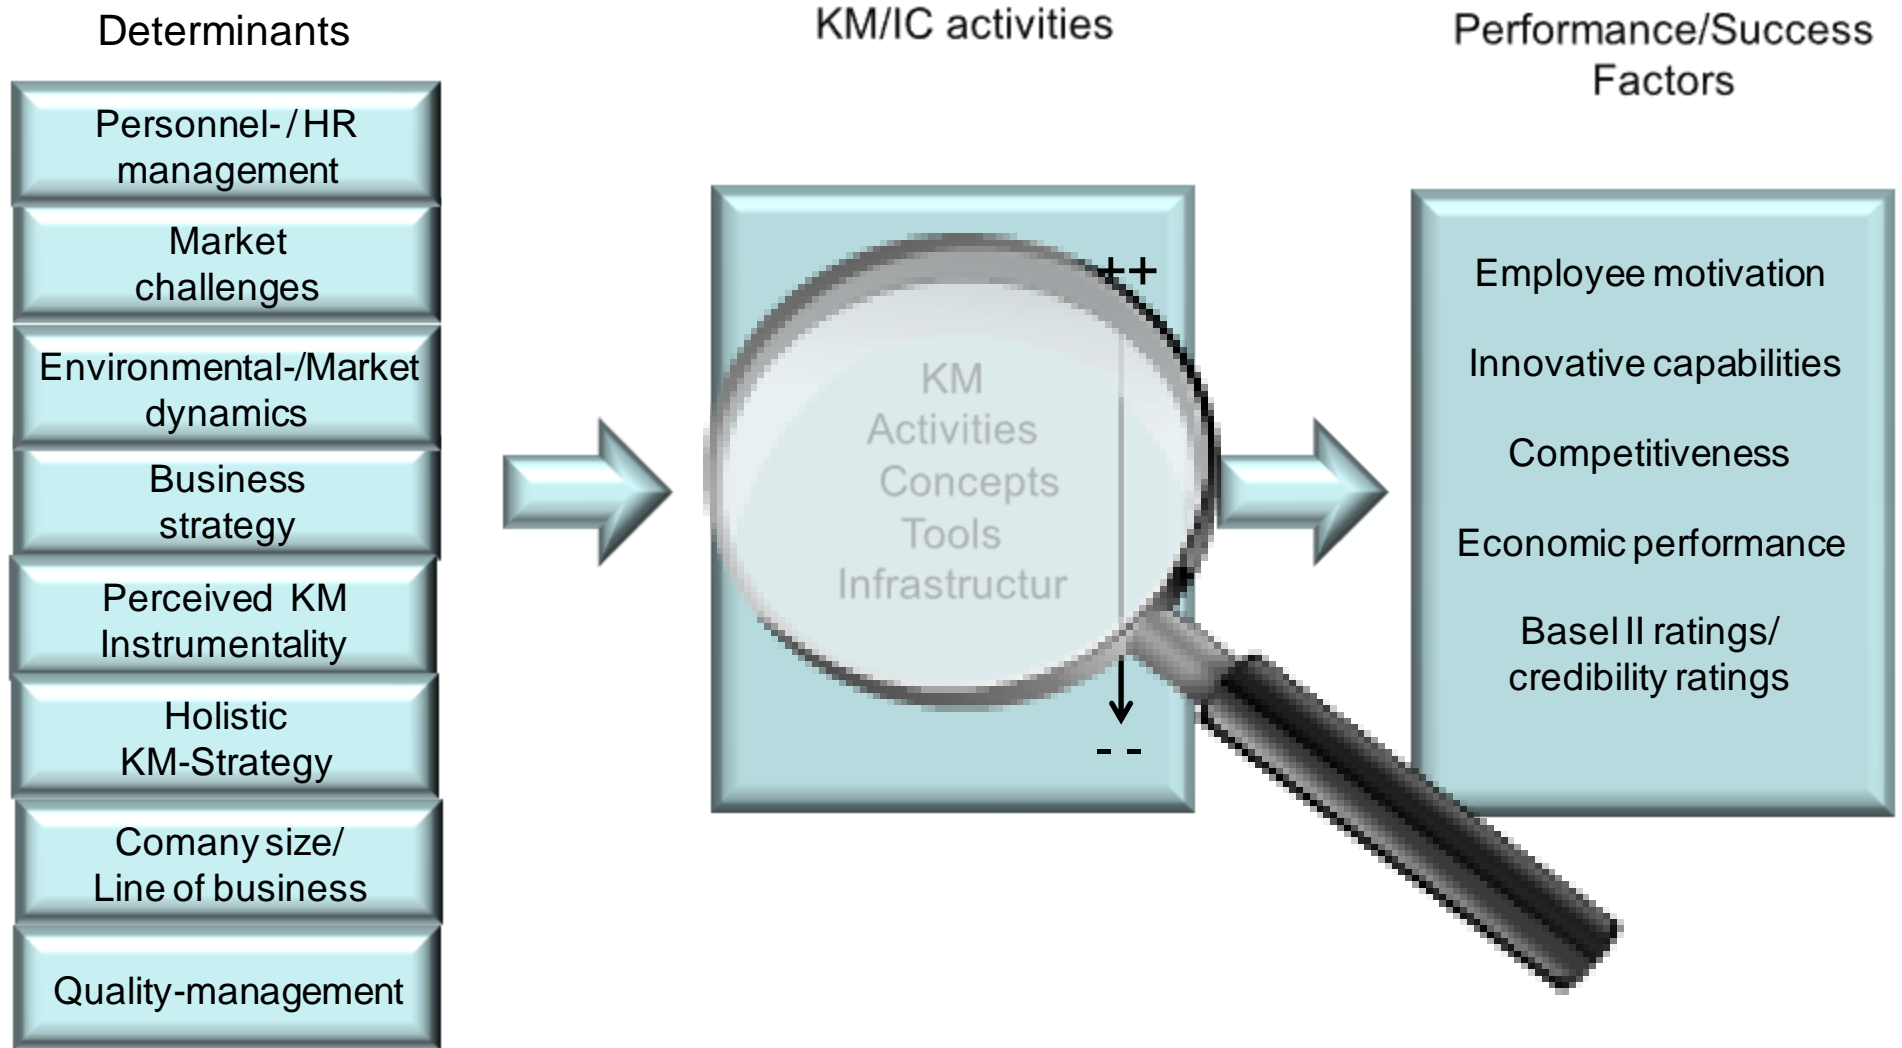 Determinants
Personnel- / HR
management
Market
challenges
Environmental-/Market
dynamics
Business
strategy
Perceived KM
Instrumentality
Holistic
KM-Strategy
Comany size/
Line of business
Quality-management
KM/IC activities
++
KM
Activities
Concepts
Tools
Infrastructur
- -
Performance/Success
Factors
Employee motivation
Innovative capabilities
Competitiveness
Economic performance
Basel II ratings/
credibility ratings